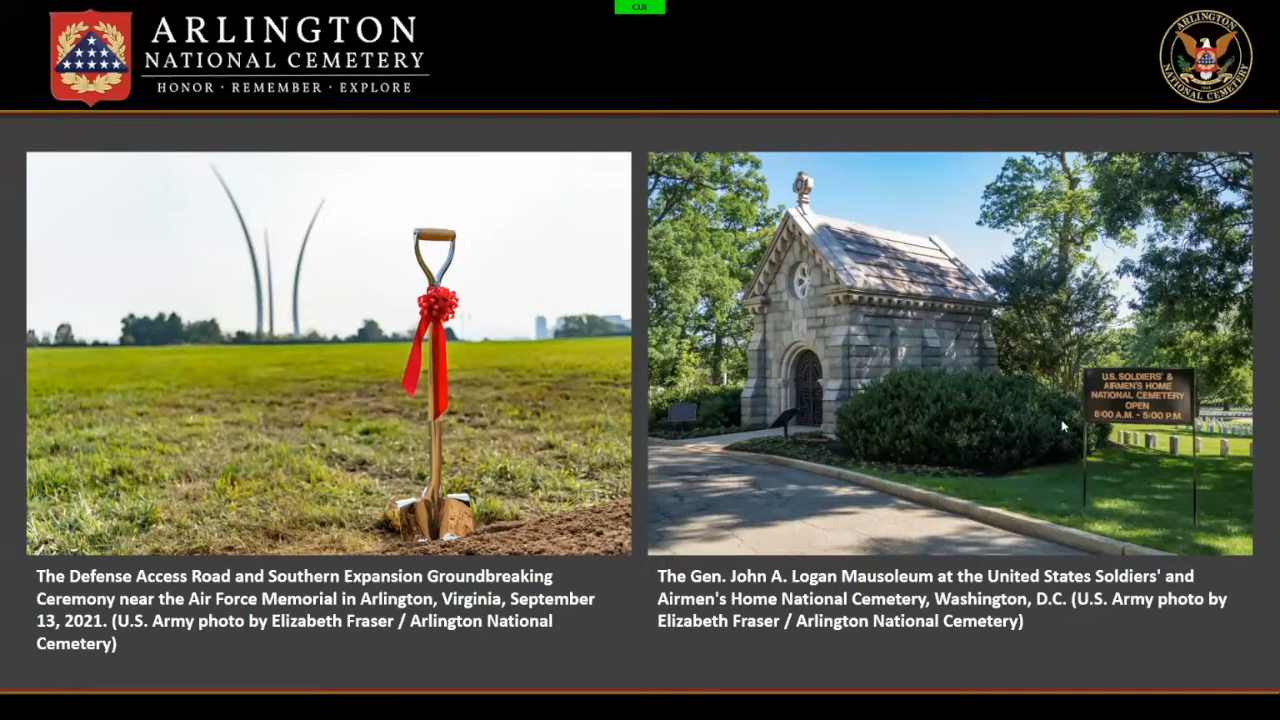 CUI
ARLINGTON
NATIONAL CEMETERY
HONOR · REMEMBER · EXPLORE
ARLINGTON
NATIONAL CEMETERY
U.S. SOLDIERS' &
AIRMEN'S HOME
NATIONAL CEMETERY
OPEN
8:00 A.M. - 5:00 P.M.
The Defense Access Road and Southern Expansion Groundbreaking
Ceremony near the Air Force Memorial in Arlington, Virginia, September
13, 2021. (U.S. Army photo by Elizabeth Fraser / Arlington National
Cemetery)
The Gen. John A. Logan Mausoleum at the United States Soldiers' and
Airmen's Home National Cemetery, Washington, D.C. (U.S. Army photo by
Elizabeth Fraser / Arlington National Cemetery)